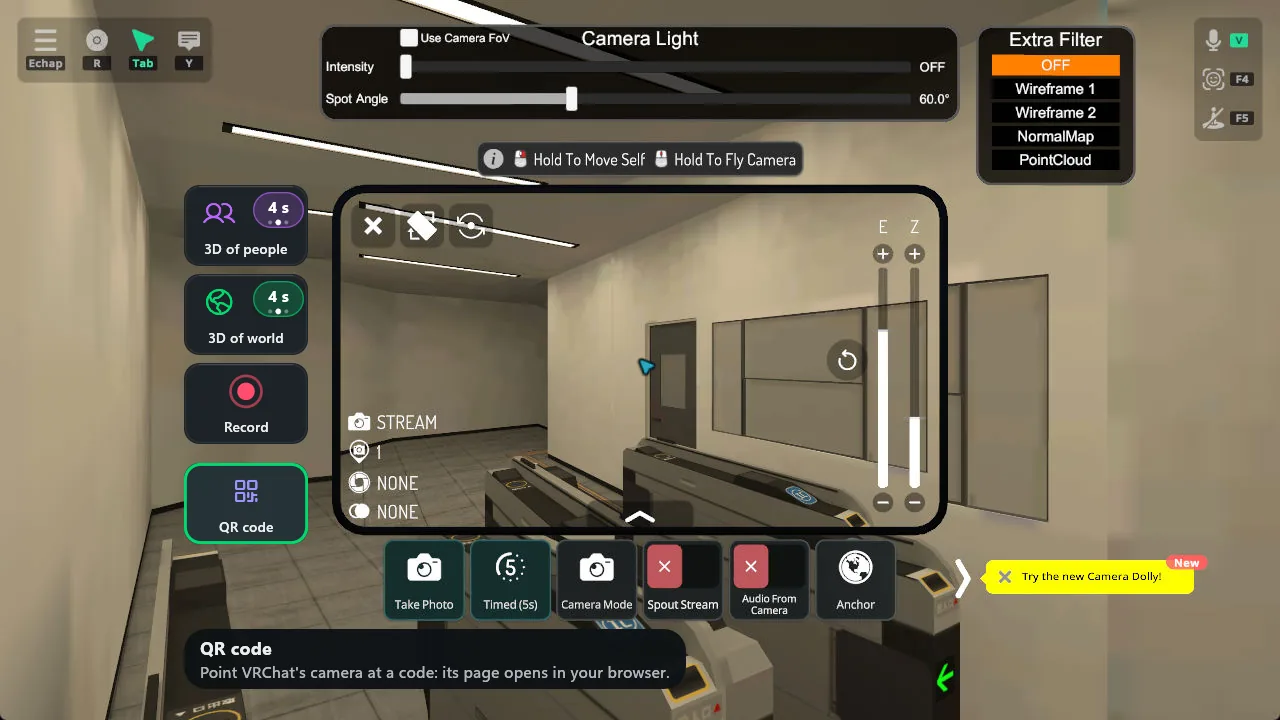 Echap
R
Tab
Y
Use Camera FoV
Camera Light
Intensity
OFF
Spot Angle
60.0°
Extra Filter
OFF
Wireframe 1
Wireframe 2
NormalMap
PointCloud
V
F4
F5
Hold To Move Self
Hold To Fly Camera
4 s
3D of people
4 s
3D of world
Record
QR code
E
Z
STREAM
1
NONE
NONE
5
Take Photo
Timed (5s)
Camera Mode
Spout Stream
Audio From
Camera
Anchor
New
Try the new Camera Dolly!
QR code
Point VRChat's camera at a code: its page opens in your browser.